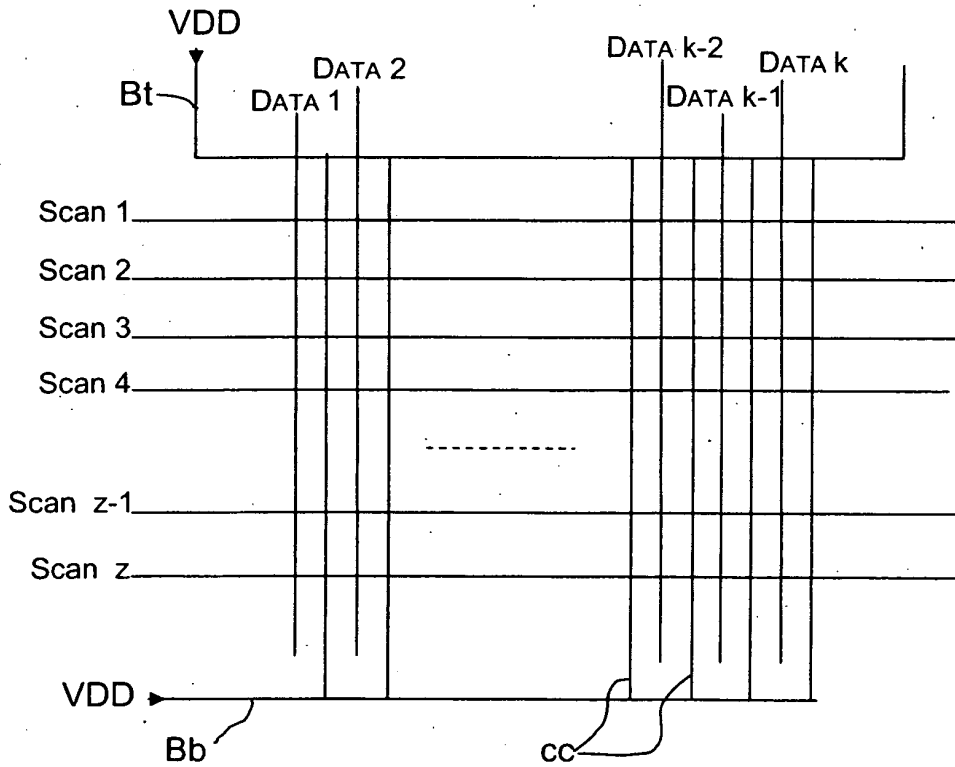 VDD
Bt
DATA 1
DATA 2
DATA k-2
DATA k-1
DATA k
Scan 1
Scan 2
Scan 3
Scan 4
Scan z-1
Scan z
VDD
Bb
cc